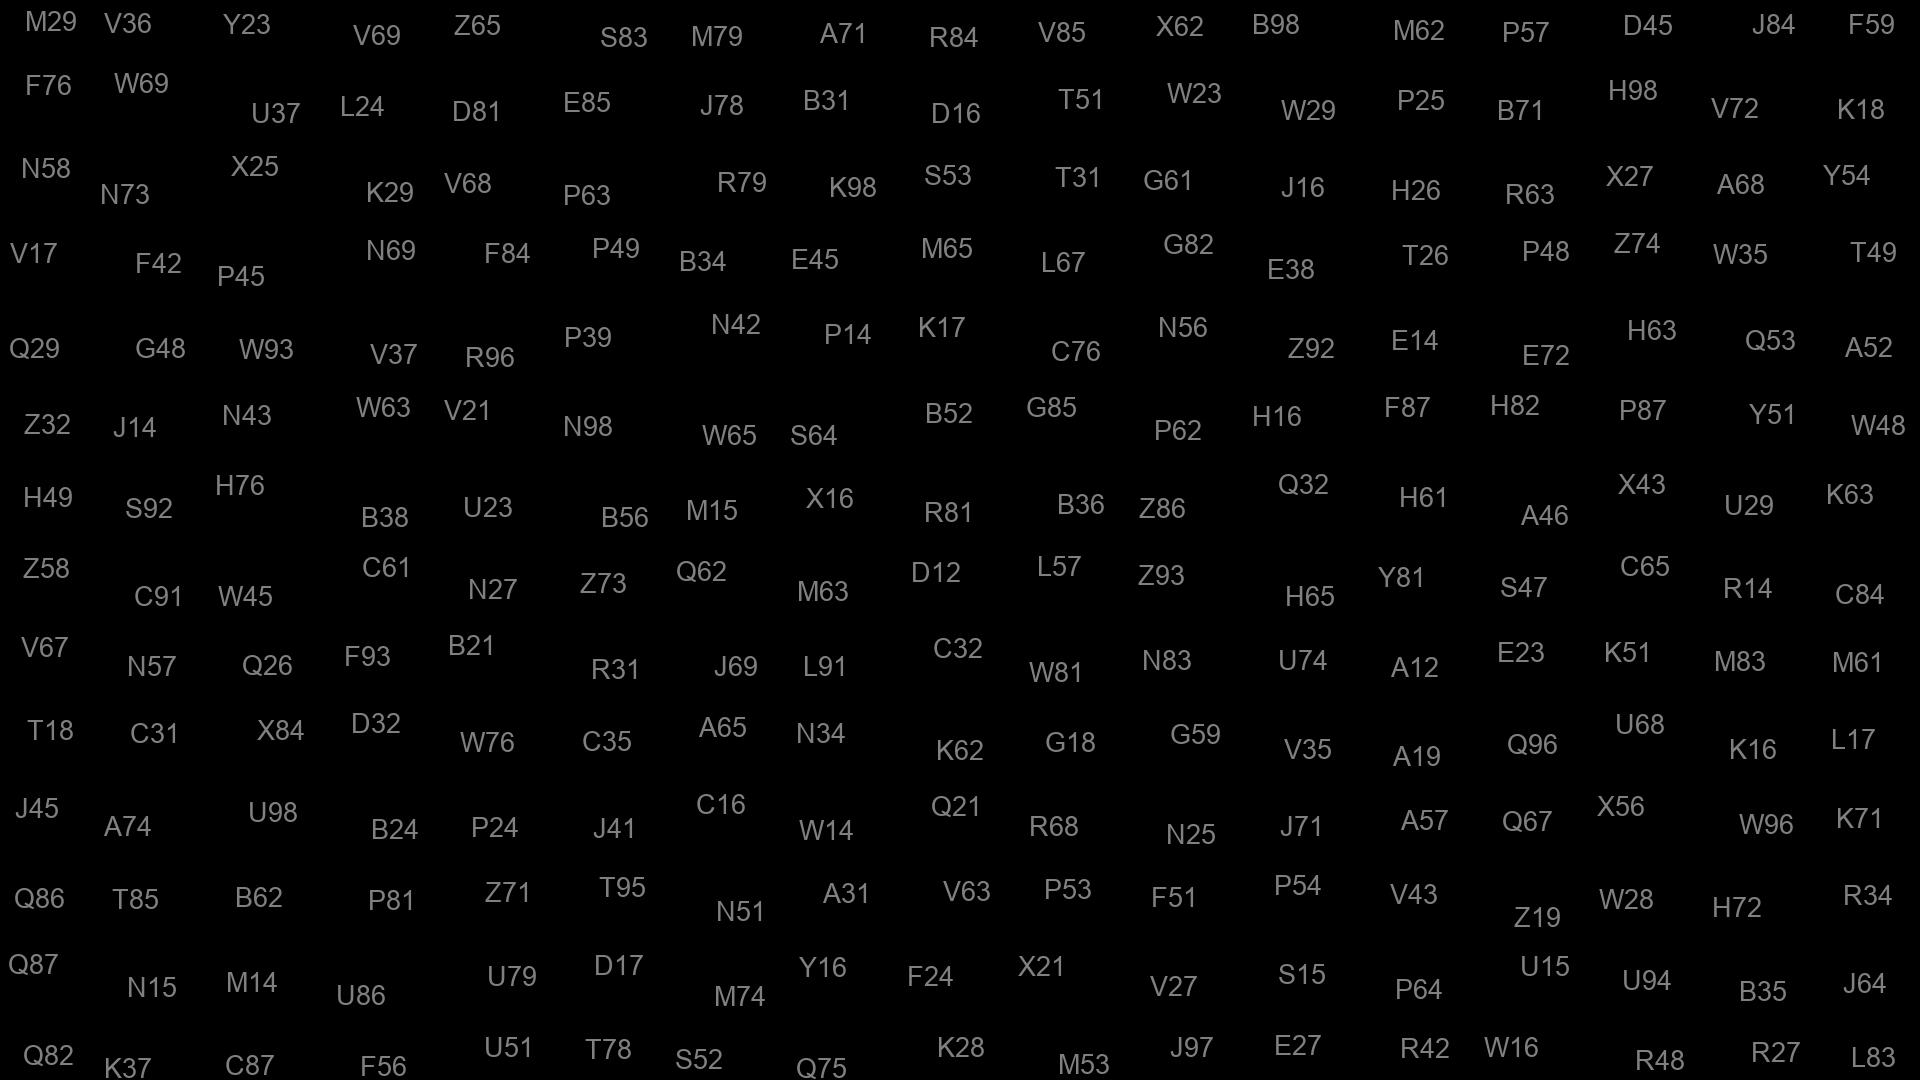 M29 V36 Y23 V69 Z65 S83 M79 A71 R84 V85 X62 B98 M62 P57 D45 J84 F59
F76 W69 U37 L24 D81 E85 J78 B31 D16 T51 W23 W29 P25 B71 H98 V72 K18
N58 N73 X25 K29 V68 P63 R79 K98 S53 T31 G61 J16 H26 R63 X27 A68 Y54
V17 F42 P45 N69 F84 P49 B34 E45 M65 L67 G82 E38 T26 P48 Z74 W35 T49
Q29 G48 W93 V37 R96 P39 N42 P14 K17 C76 N56 Z92 E14 E72 H63 Q53 A52
Z32 J14 N43 W63 V21 N98 W65 S64 B52 G85 P62 H16 F87 H82 P87 Y51 W48
H49 S92 H76 B38 U23 B56 M15 X16 R81 B36 Z86 Q32 H61 A46 X43 U29 K63
Z58 C91 W45 C61 N27 Z73 Q62 M63 D12 L57 Z93 H65 Y81 S47 C65 R14 C84
V67 N57 Q26 F93 B21 R31 J69 L91 C32 W81 N83 U74 A12 E23 K51 M83 M61
T18 C31 X84 D32 W76 C35 A65 N34 K62 G18 G59 V35 A19 Q96 U68 K16 L17
J45 A74 U98 B24 P24 J41 C16 W14 Q21 R68 N25 J71 A57 Q67 X56 W96 K71
Q86 T85 B62 P81 Z71 T95 N51 A31 V63 P53 F51 P54 V43 Z19 W28 H72 R34
Q87 N15 M14 U86 U79 D17 M74 Y16 F24 X21 V27 S15 P64 U15 U94 B35 J64
Q82 K37 C87 F56 U51 T78 S52 Q75 K28 M53 J97 E27 R42 W16 R48 R27 L83